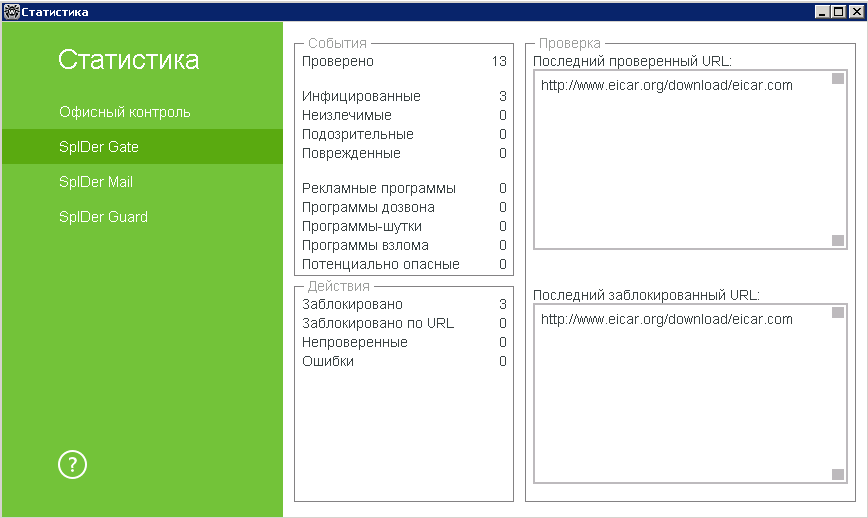 Статистика
Статистика
Офисный контроль
SpIDer Gate
SpIDer Mail
SpIDer Guard
?
События
Проверено 13
Инфицированные 3
Неизлечимые 0
Подозрительные 0
Поврежденные 0
Рекламные программы 0
Программы дозвона 0
Программы-шутки 0
Программы взлома 0
Потенциально опасные 0
Действия
Заблокировано 3
Заблокировано по URL 0
Непроверенные 0
Ошибки 0
Проверка
Последний проверенный URL:
http://www.eicar.org/download/eicar.com
Последний заблокированный URL:
http://www.eicar.org/download/eicar.com